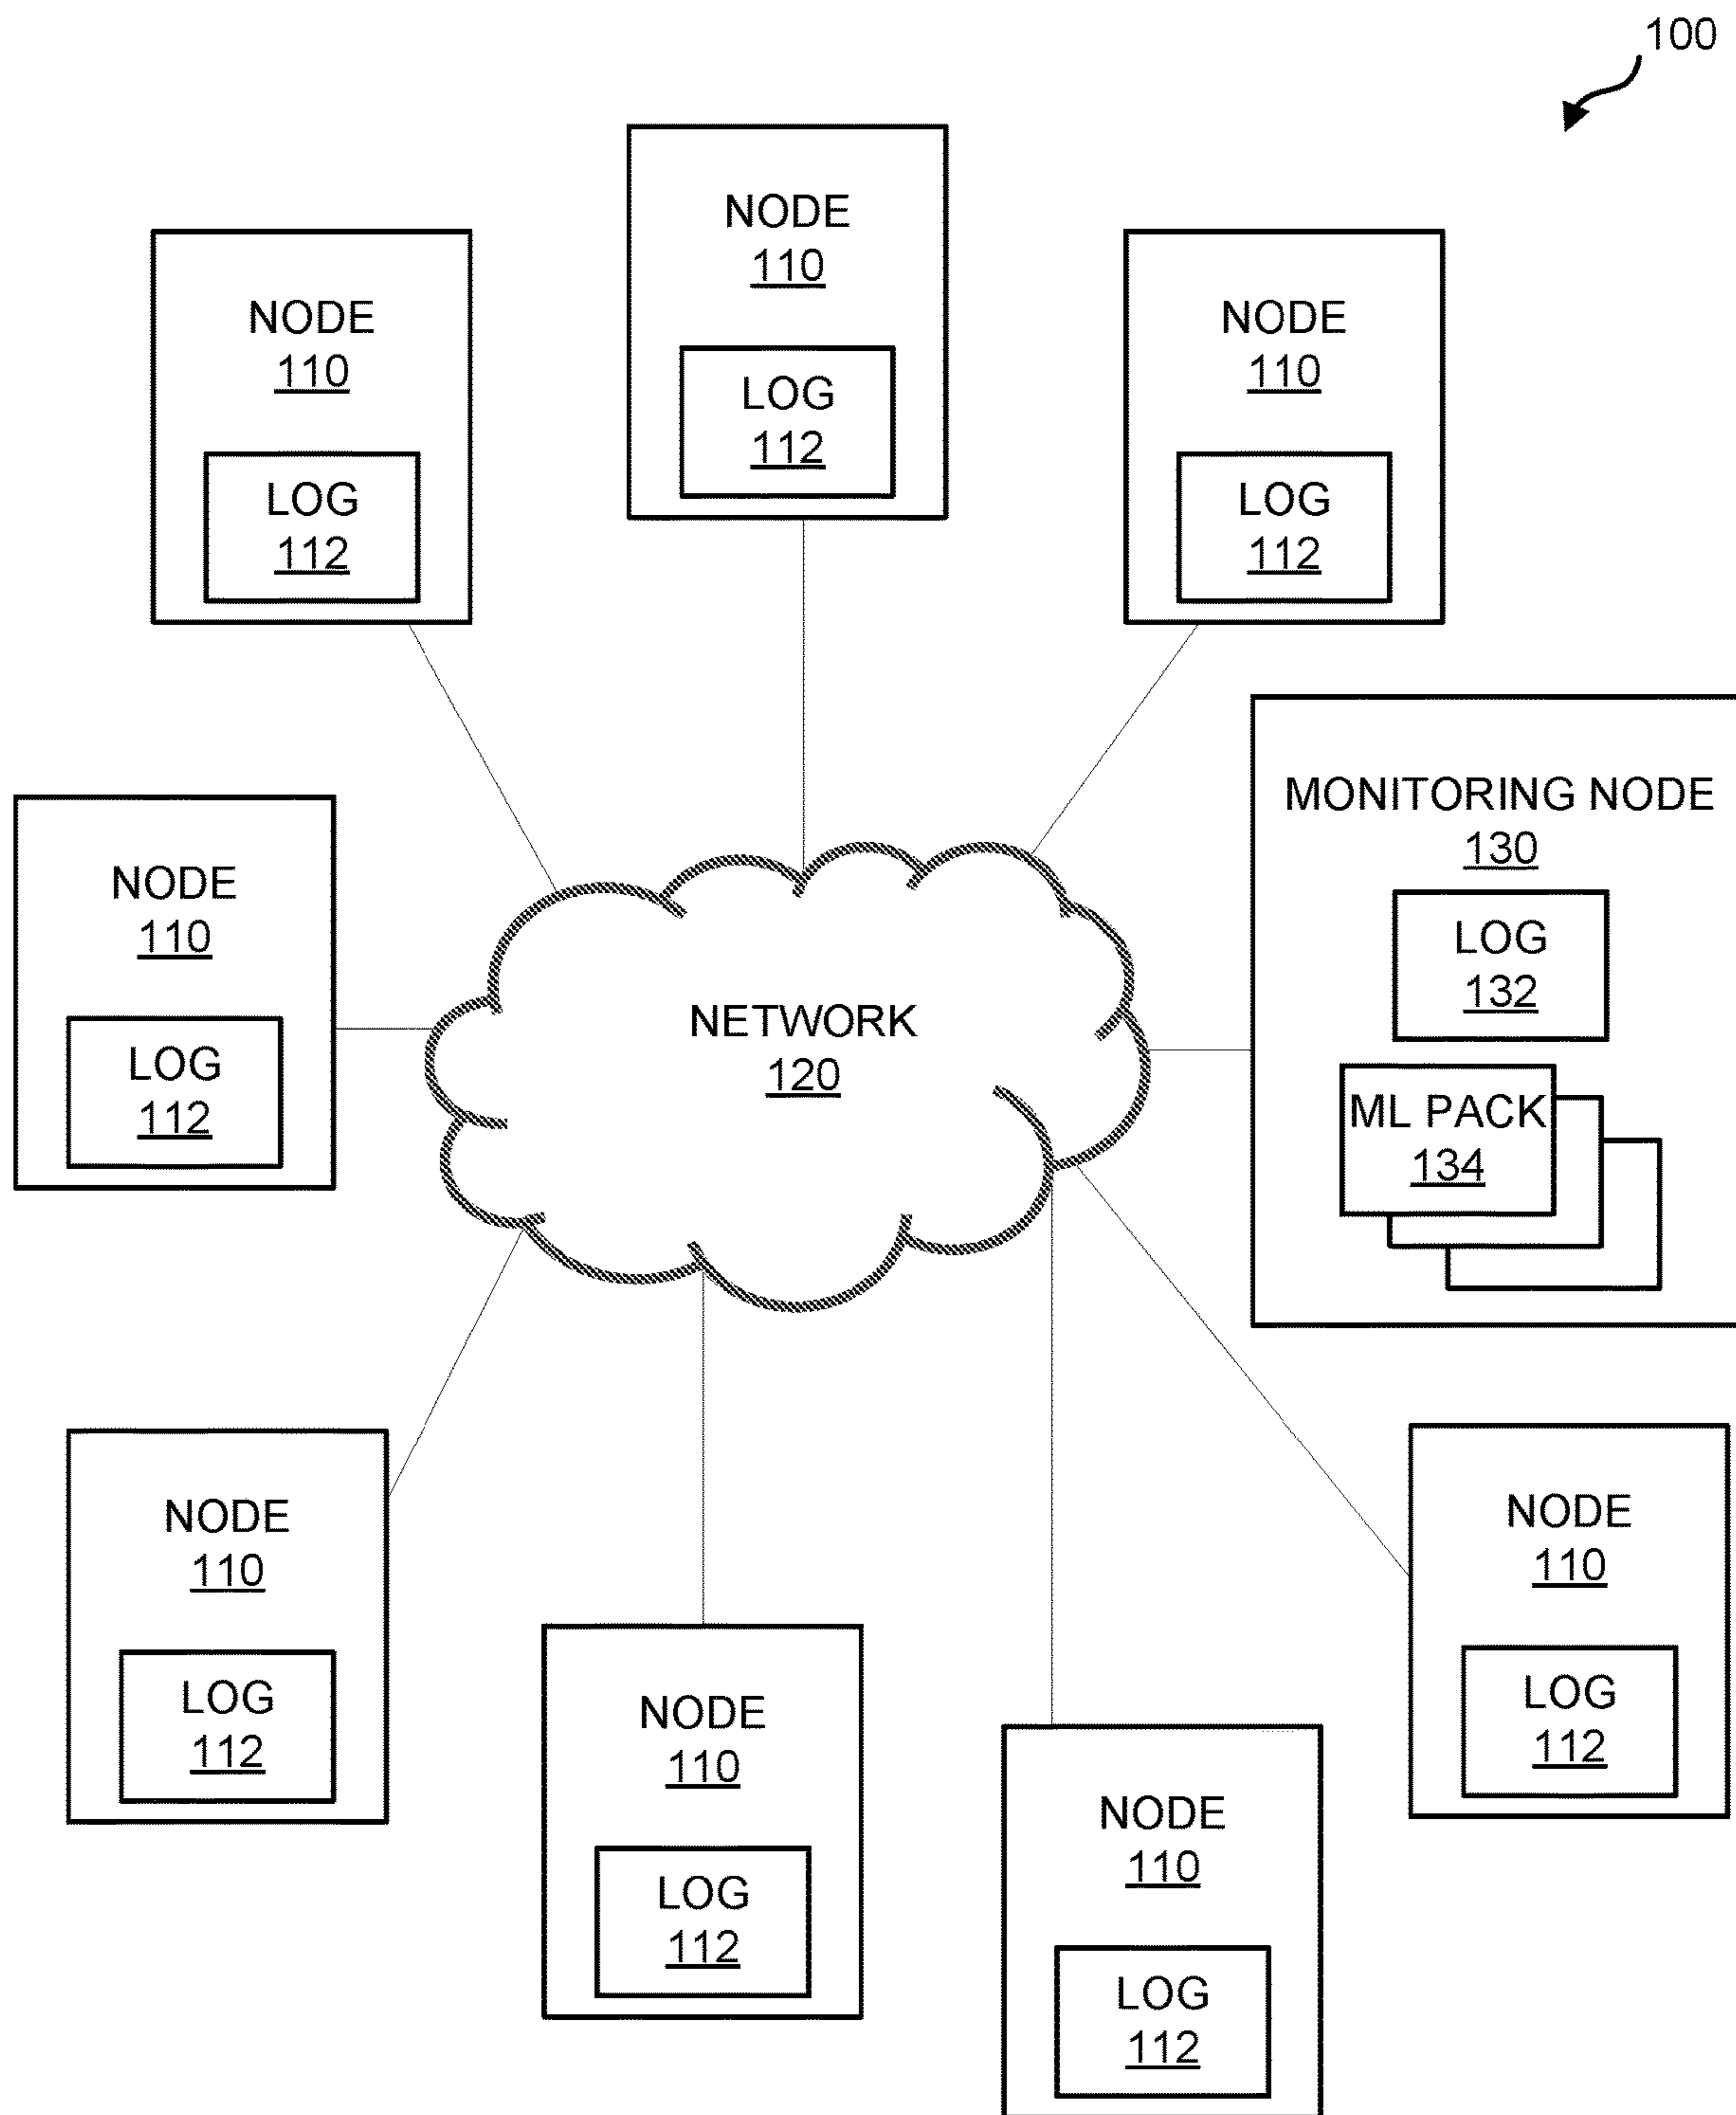 100
NODE
110
LOG
112
NODE
110
LOG
112
NODE
110
LOG
112
MONITORING NODE
130
LOG
132
ML PACK
134
NODE
110
LOG
112
NETWORK
120
NODE
110
LOG
112
NODE
110
LOG
112
NODE
110
LOG
112
NODE
110
LOG
112